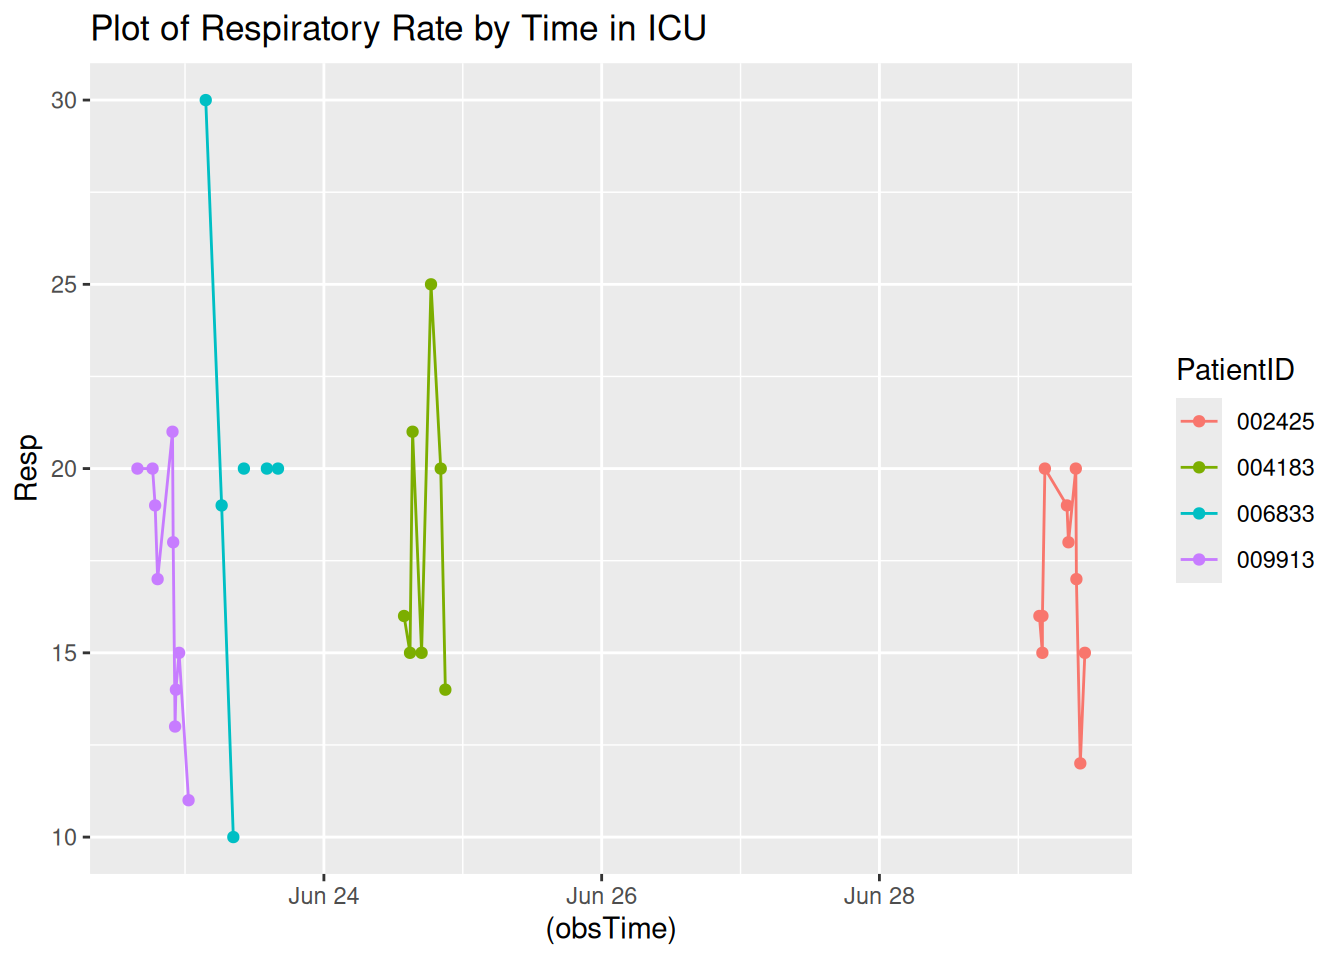 Plot of Respiratory Rate by Time in ICU
30
25
20
15
10
Resp
Jun 24
Jun 26
Jun 28
(obsTime)
PatientID
002425
004183
006833
009913